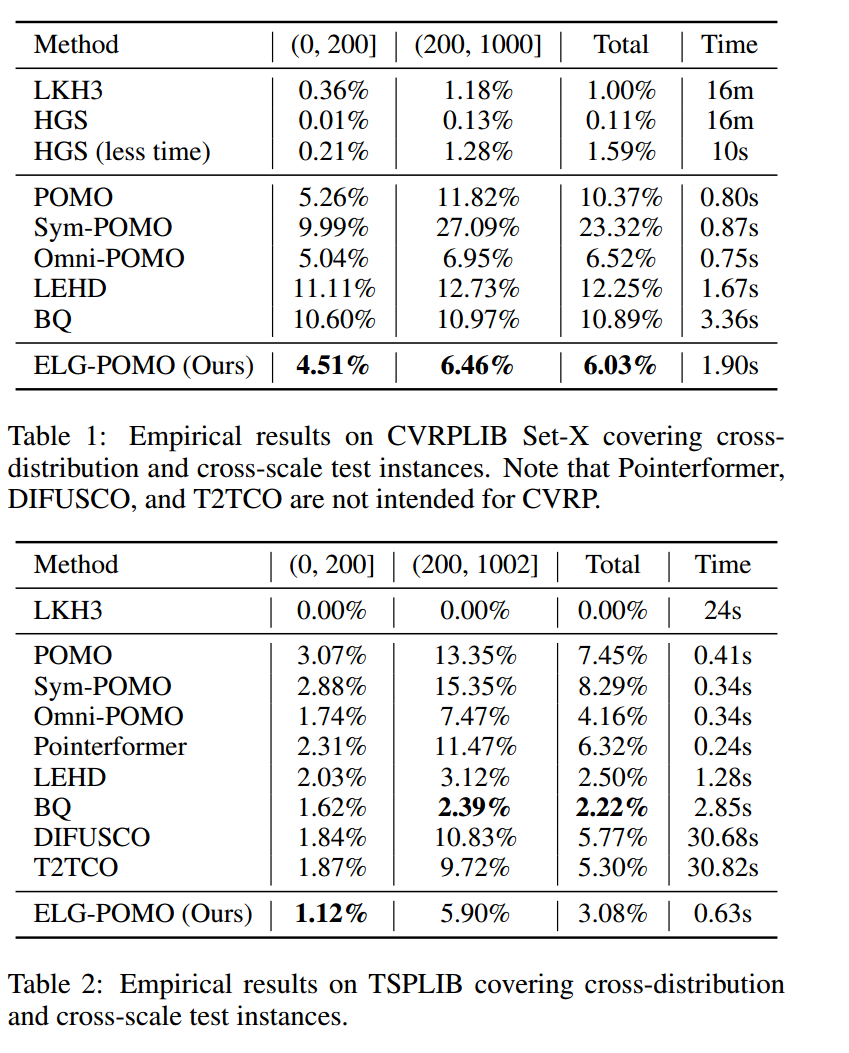 Method | (0, 200] | (200, 1000] | Total | Time
LKH3 | 0.36% | 1.18% | 1.00% | 16m
HGS | 0.01% | 0.13% | 0.11% | 16m
HGS (less time) | 0.21% | 1.28% | 1.59% | 10s
POMO | 5.26% | 11.82% | 10.37% | 0.80s
Sym-POMO | 9.99% | 27.09% | 23.32% | 0.87s
Omni-POMO | 5.04% | 6.95% | 6.52% | 0.75s
LEHD | 11.11% | 12.73% | 12.25% | 1.67s
BQ | 10.60% | 10.97% | 10.89% | 3.36s
ELG-POMO (Ours) | 4.51% | 6.46% | 6.03% | 1.90s
Table 1: Empirical results on CVRPLIB Set-X covering cross-
distribution and cross-scale test instances. Note that Pointerformer,
DIFUSCO, and T2TCO are not intended for CVRP.
Method | (0, 200] | (200, 1002] | Total | Time
LKH3 | 0.00% | 0.00% | 0.00% | 24s
POMO | 3.07% | 13.35% | 7.45% | 0.41s
Sym-POMO | 2.88% | 15.35% | 8.29% | 0.34s
Omni-POMO | 1.74% | 7.47% | 4.16% | 0.34s
Pointerformer | 2.31% | 11.47% | 6.32% | 0.24s
LEHD | 2.03% | 3.12% | 2.50% | 1.28s
BQ | 1.62% | 2.39% | 2.22% | 2.85s
DIFUSCO | 1.84% | 10.83% | 5.77% | 30.68s
T2TCO | 1.87% | 9.72% | 5.30% | 30.82s
ELG-POMO (Ours) | 1.12% | 5.90% | 3.08% | 0.63s
Table 2: Empirical results on TSPLIB covering cross-distribution
and cross-scale test instances.